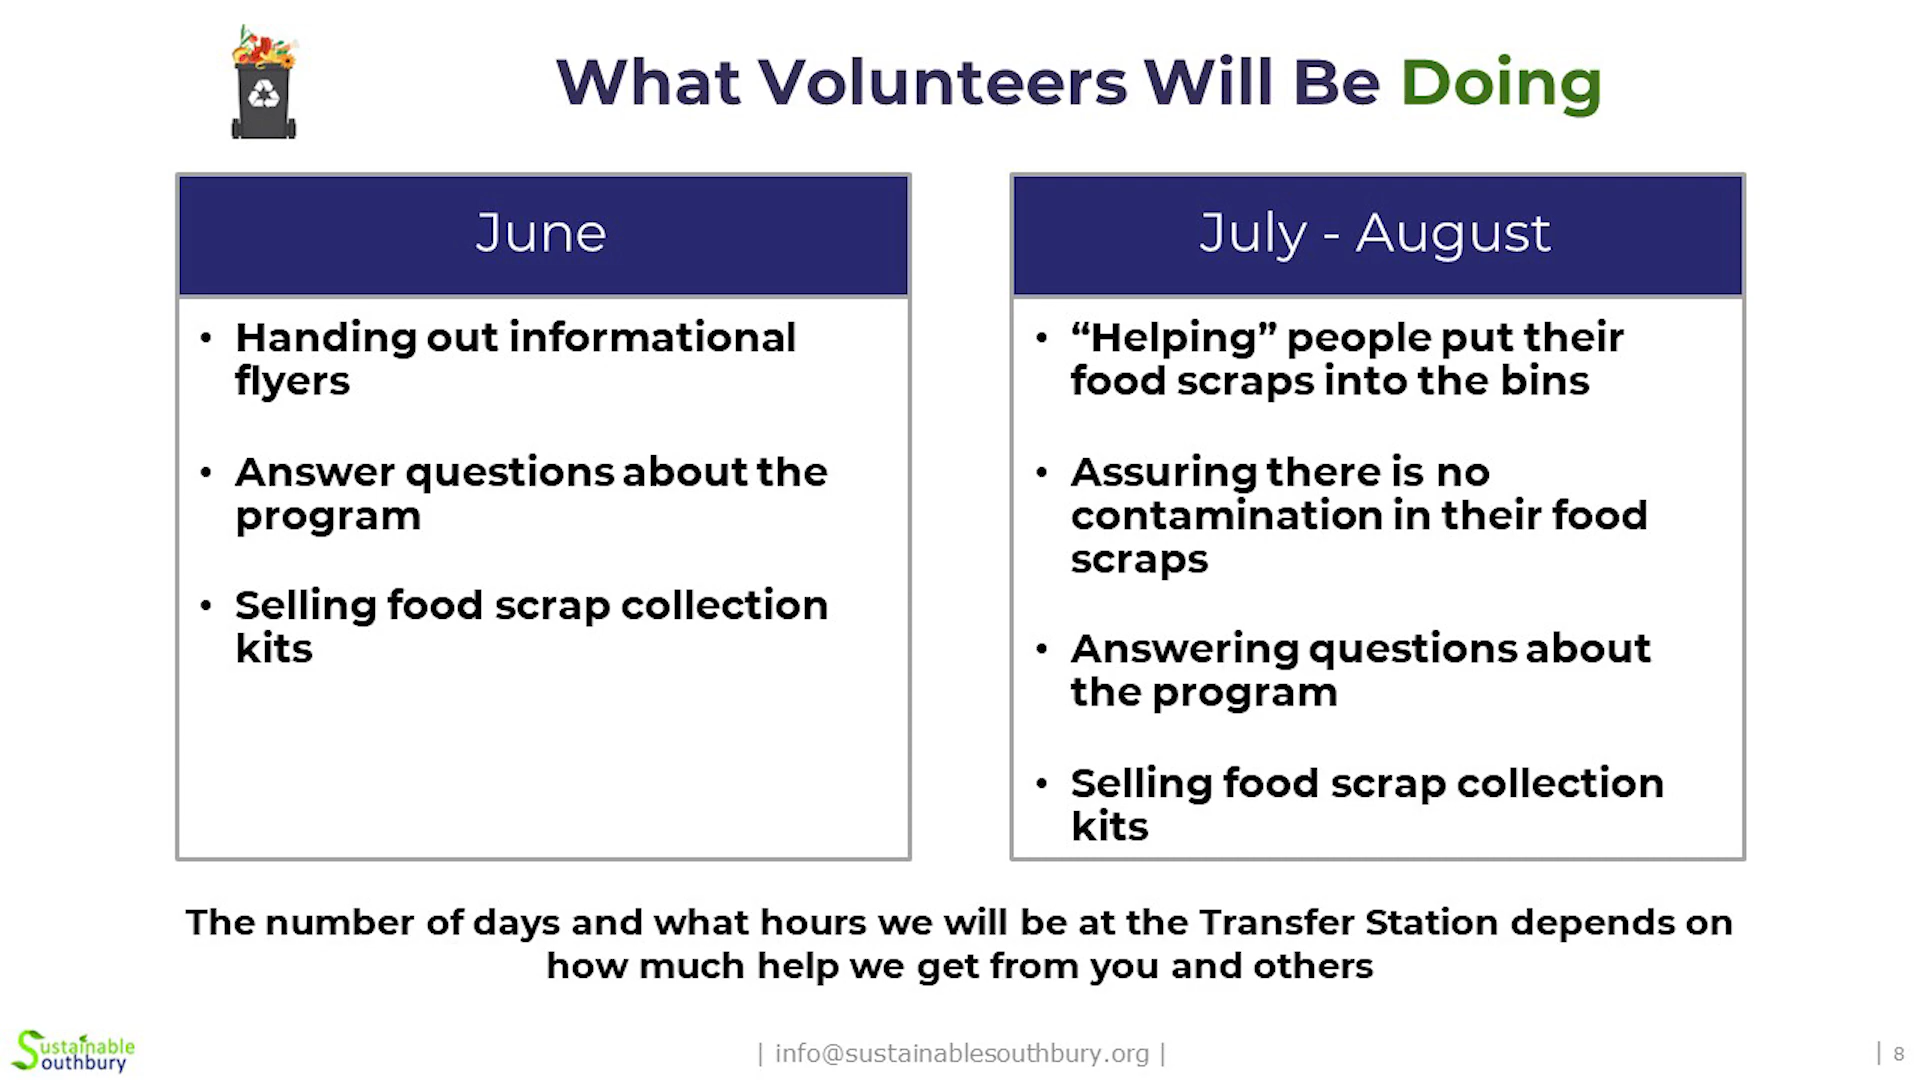 What Volunteers Will Be Doing
June
• Handing out informational
flyers
• Answer questions about the
program
• Selling food scrap collection
kits
July - August
• “Helping” people put their
food scraps into the bins
• Assuring there is no
contamination in their food
scraps
• Answering questions about
the program
• Selling food scrap collection
kits
The number of days and what hours we will be at the Transfer Station depends on
how much help we get from you and others
Sustainable
Southbury
| info@sustainablesouthbury.org |
| 8